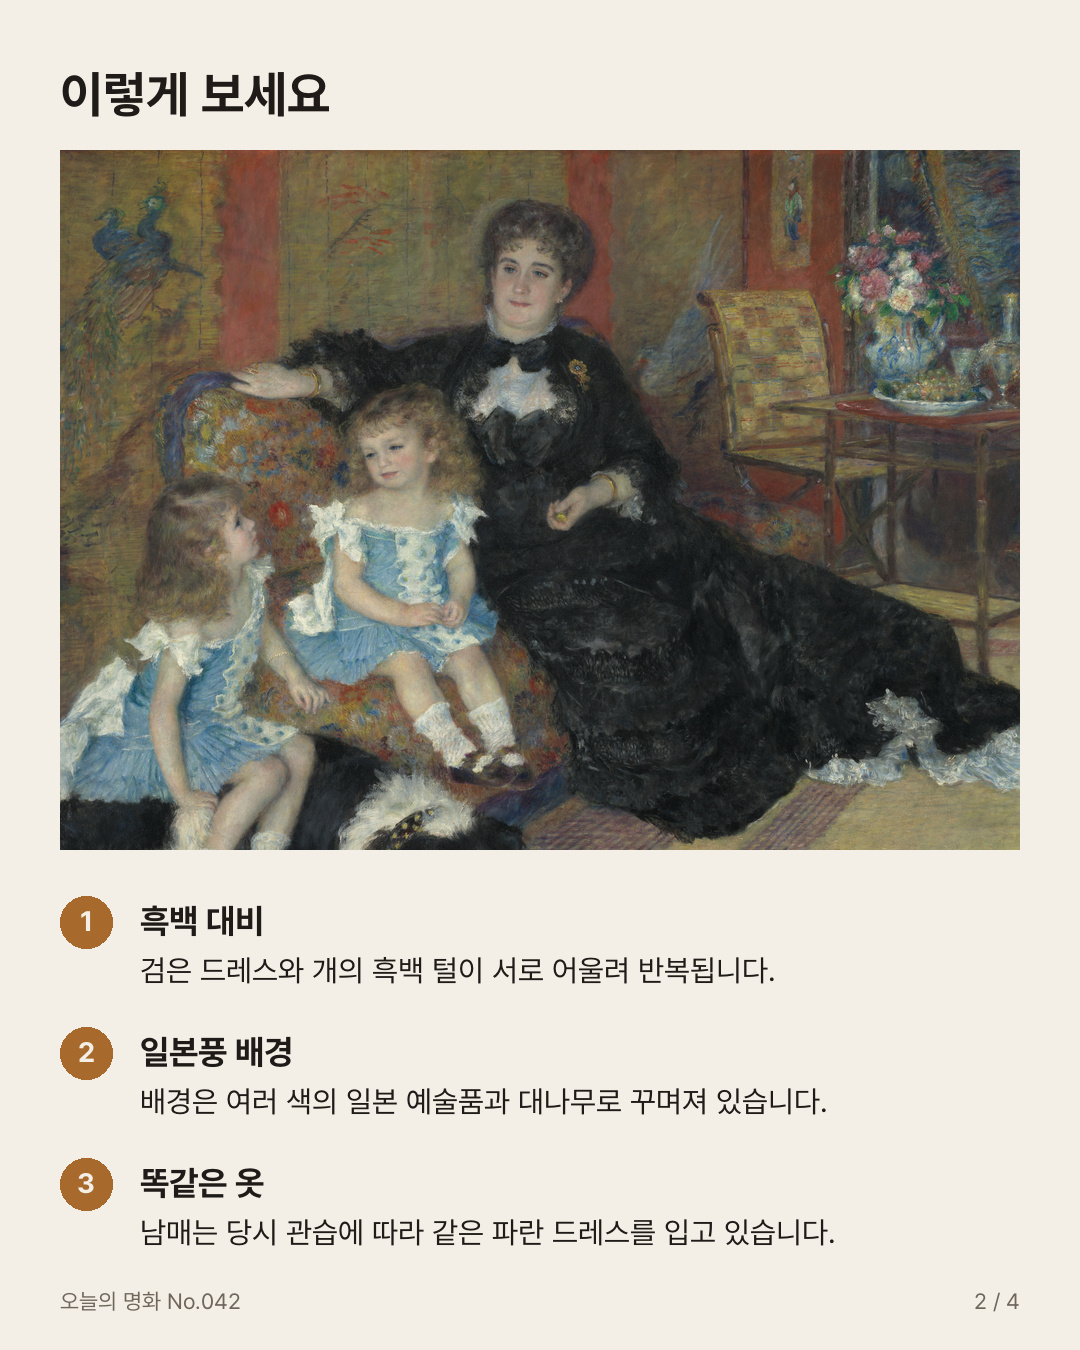 이렇게 보세요
1
흑백 대비
검은 드레스와 개의 흑백 털이 서로 어울려 반복됩니다.
2
일본풍 배경
배경은 여러 색의 일본 예술품과 대나무로 꾸며져 있습니다.
3
똑같은 옷
남매는 당시 관습에 따라 같은 파란 드레스를 입고 있습니다.
오늘의 명화 No.042
2 / 4